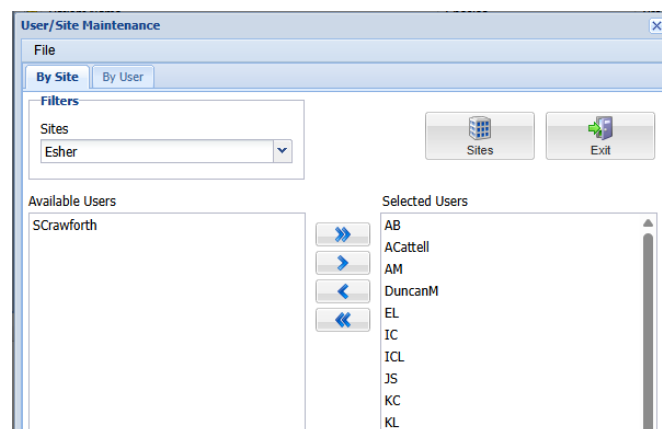 User/Site Maintenance
File
By Site
By User
Filters
Sites
Esher
Sites
Exit
Available Users
SCrawforth
Selected Users
AB
ACattell
AM
DuncanM
EL
IC
ICL
JS
KC
KL